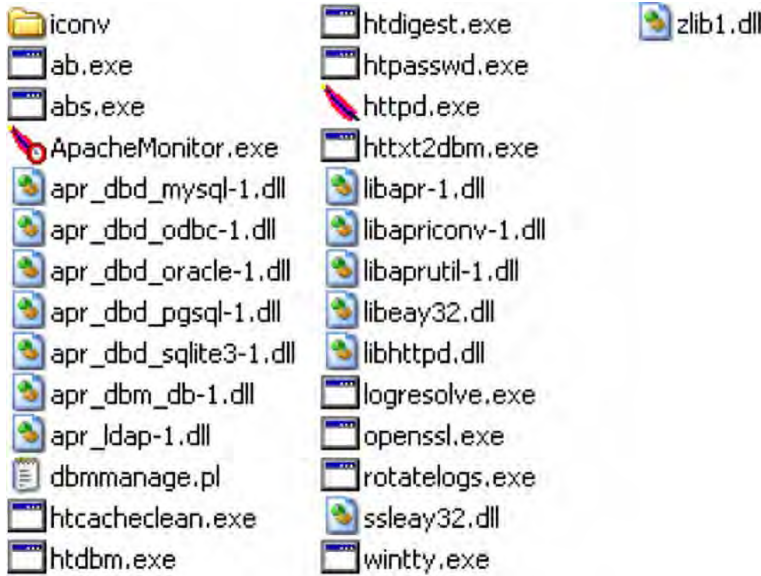 iconv
ab.exe
abs.exe
ApacheMonitor.exe
apr_dbd_mysql-1.dll
apr_dbd_odbc-1.dll
apr_dbd_oracle-1.dll
apr_dbd_pgsql-1.dll
apr_dbd_sqlite3-1.dll
apr_dbm_db-1.dll
apr_ldap-1.dll
dbmmanage.pl
htcacheclean.exe
htdbm.exe
htdigest.exe
htpasswd.exe
httpd.exe
httxt2dbm.exe
libapr-1.dll
libapriconv-1.dll
libaprutil-1.dll
libeay32.dll
libhttpd.dll
logresolve.exe
openssl.exe
rotatelogs.exe
ssleay32.dll
wintty.exe
zlib1.dll